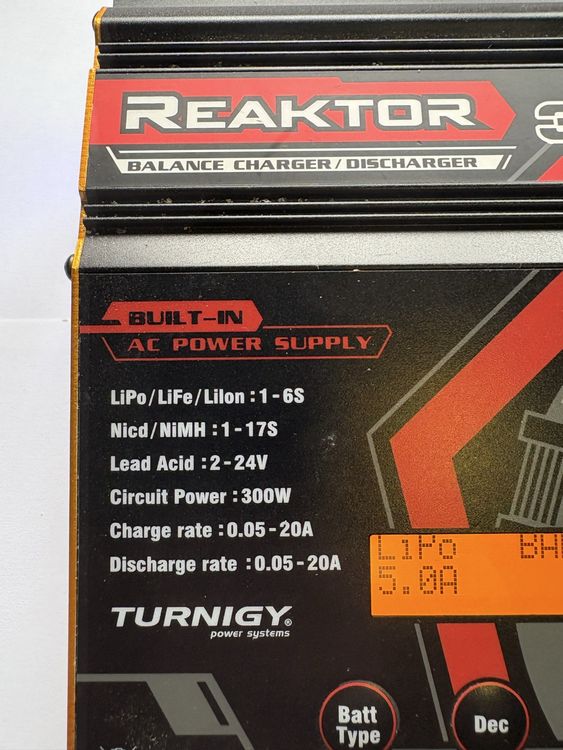 REAKTOR 3
BALANCE CHARGER/DISCHARGER
BUILT-IN
AC POWER SUPPLY
LiPo/LiFe/LiIon : 1-6S
Nicd/NiMH : 1-17S
Lead Acid : 2-24V
Circuit Power : 300W
Charge rate : 0.05-20A
Discharge rate : 0.05-20A
LiPo
5.0A
TURNIGY®
power systems
Batt Dec
Type